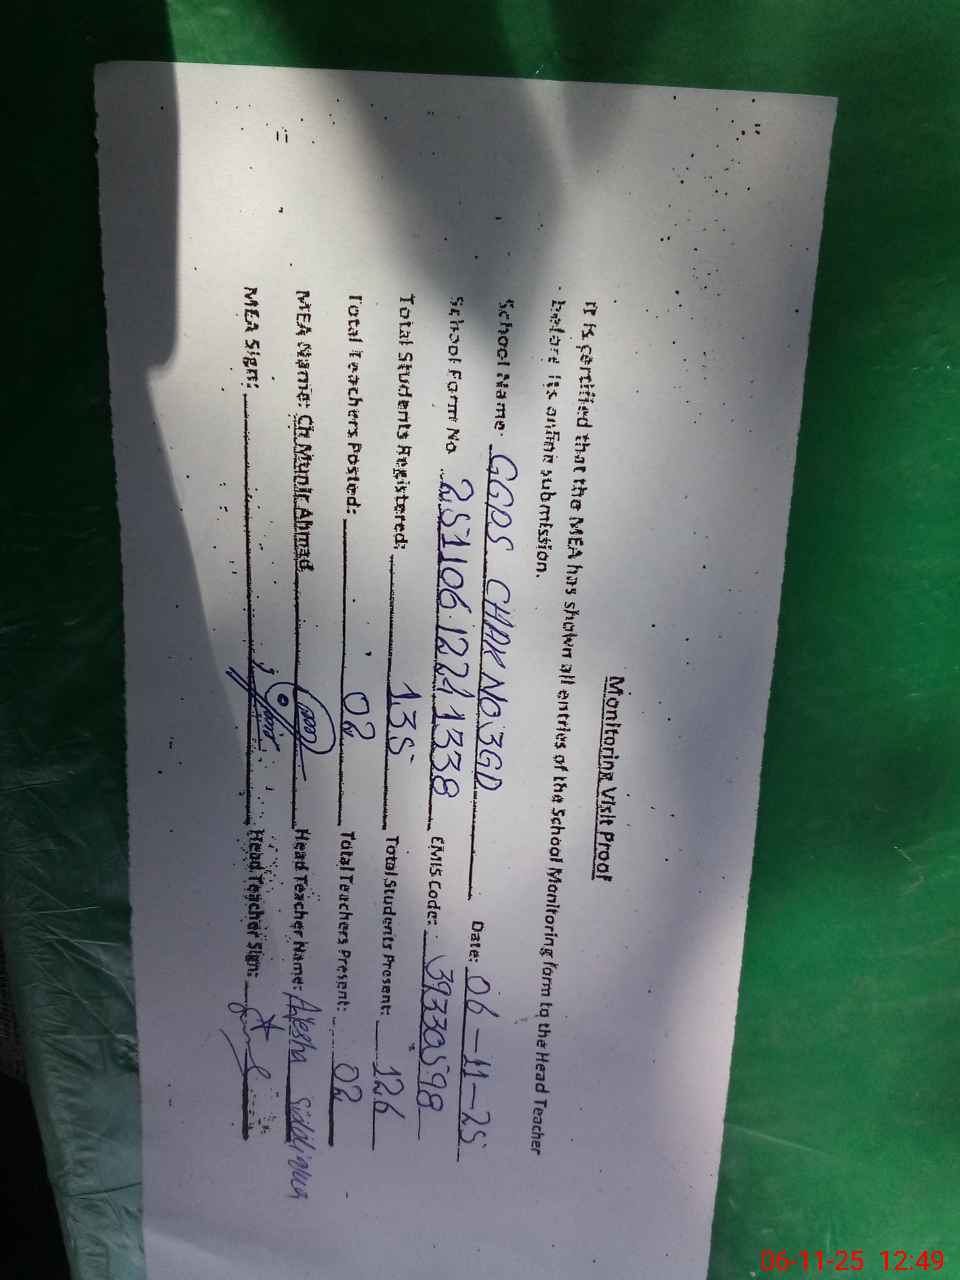 Monitoring Visit Proof
It is certified that the MEA has shown all entries of the School Monitoring form to the Head Teacher
before its online submission.
School Name: GGPS CHAK NO.3GD Date: 06-11-25
School Form No 2511061221338 EMIS Code: 39330598
Total Students Registered: 135 Total Students Present: 126
Total Teachers Posted: 02 Total Teachers Present: 02
MEA Name: Ch Munir Ahmad Head Teacher Name: Aiesha Siddiqua
MEA Sign: Head Teacher Sign:
06-11-25 12:49